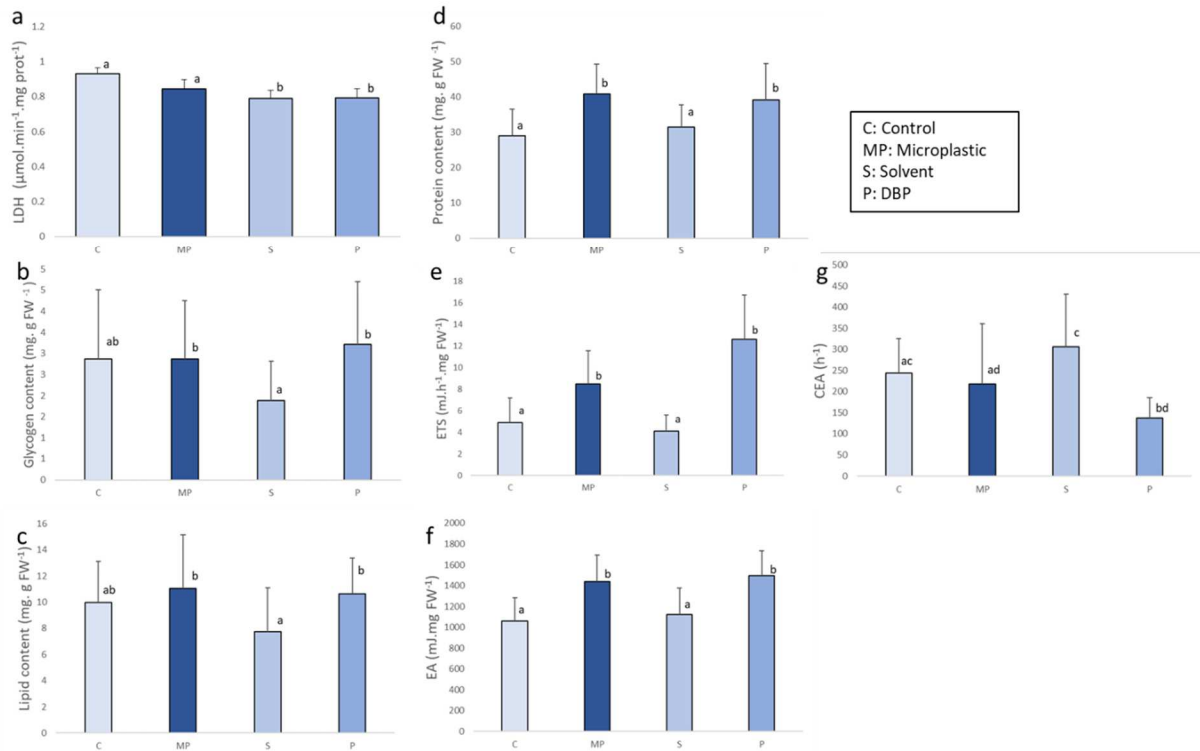 a
LDH (µmol.min⁻¹.mg prot⁻¹)
1.2
1
0.8
0.6
0.4
0.2
0
a
a
b
b
C MP S P
b
Glycogen content (mg. g FW⁻¹)
5
4
4
3
3
2
2
1
1
0
ab
b
a
b
C MP S P
c
Lipid content (mg. g FW⁻¹)
16
14
12
10
8
6
4
2
0
ab
b
a
b
C MP S P
d
Protein content (mg. g FW⁻¹)
60
50
40
30
20
10
0
a
b
a
b
C MP S P
e
ETS (mJ.h⁻¹.mg FW⁻¹)
18
16
14
12
10
8
6
4
2
0
a
b
a
b
C MP S P
f
EA (mJ.mg FW⁻¹)
2000
1800
1600
1400
1200
1000
800
600
400
200
0
a
b
a
b
C MP S P
C: Control
MP: Microplastic
S: Solvent
P: DBP
g
CEA (h⁻¹)
500
450
400
350
300
250
200
150
100
50
0
ac
ad
c
bd
C MP S P